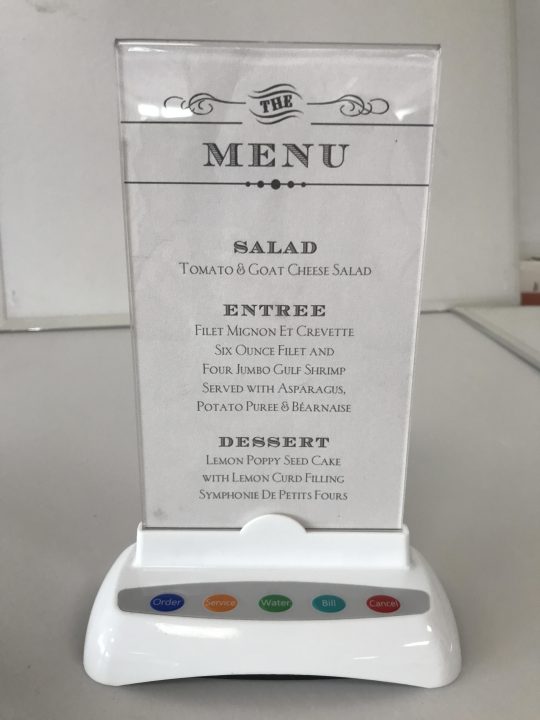 THE
MENU
SALAD
TOMATO & GOAT CHEESE SALAD
ENTREE
FILET MIGNON ET CREVETTE
SIX OUNCE FILET AND
FOUR JUMBO GULF SHRIMP
SERVED WITH ASPARAGUS,
POTATO PUREE & BÉARNAISE
DESSERT
LEMON POPPY SEED CAKE
WITH LEMON CURD FILLING
SYMPHONIE DE PETITS FOURS
Order Service Water Bill Cancel